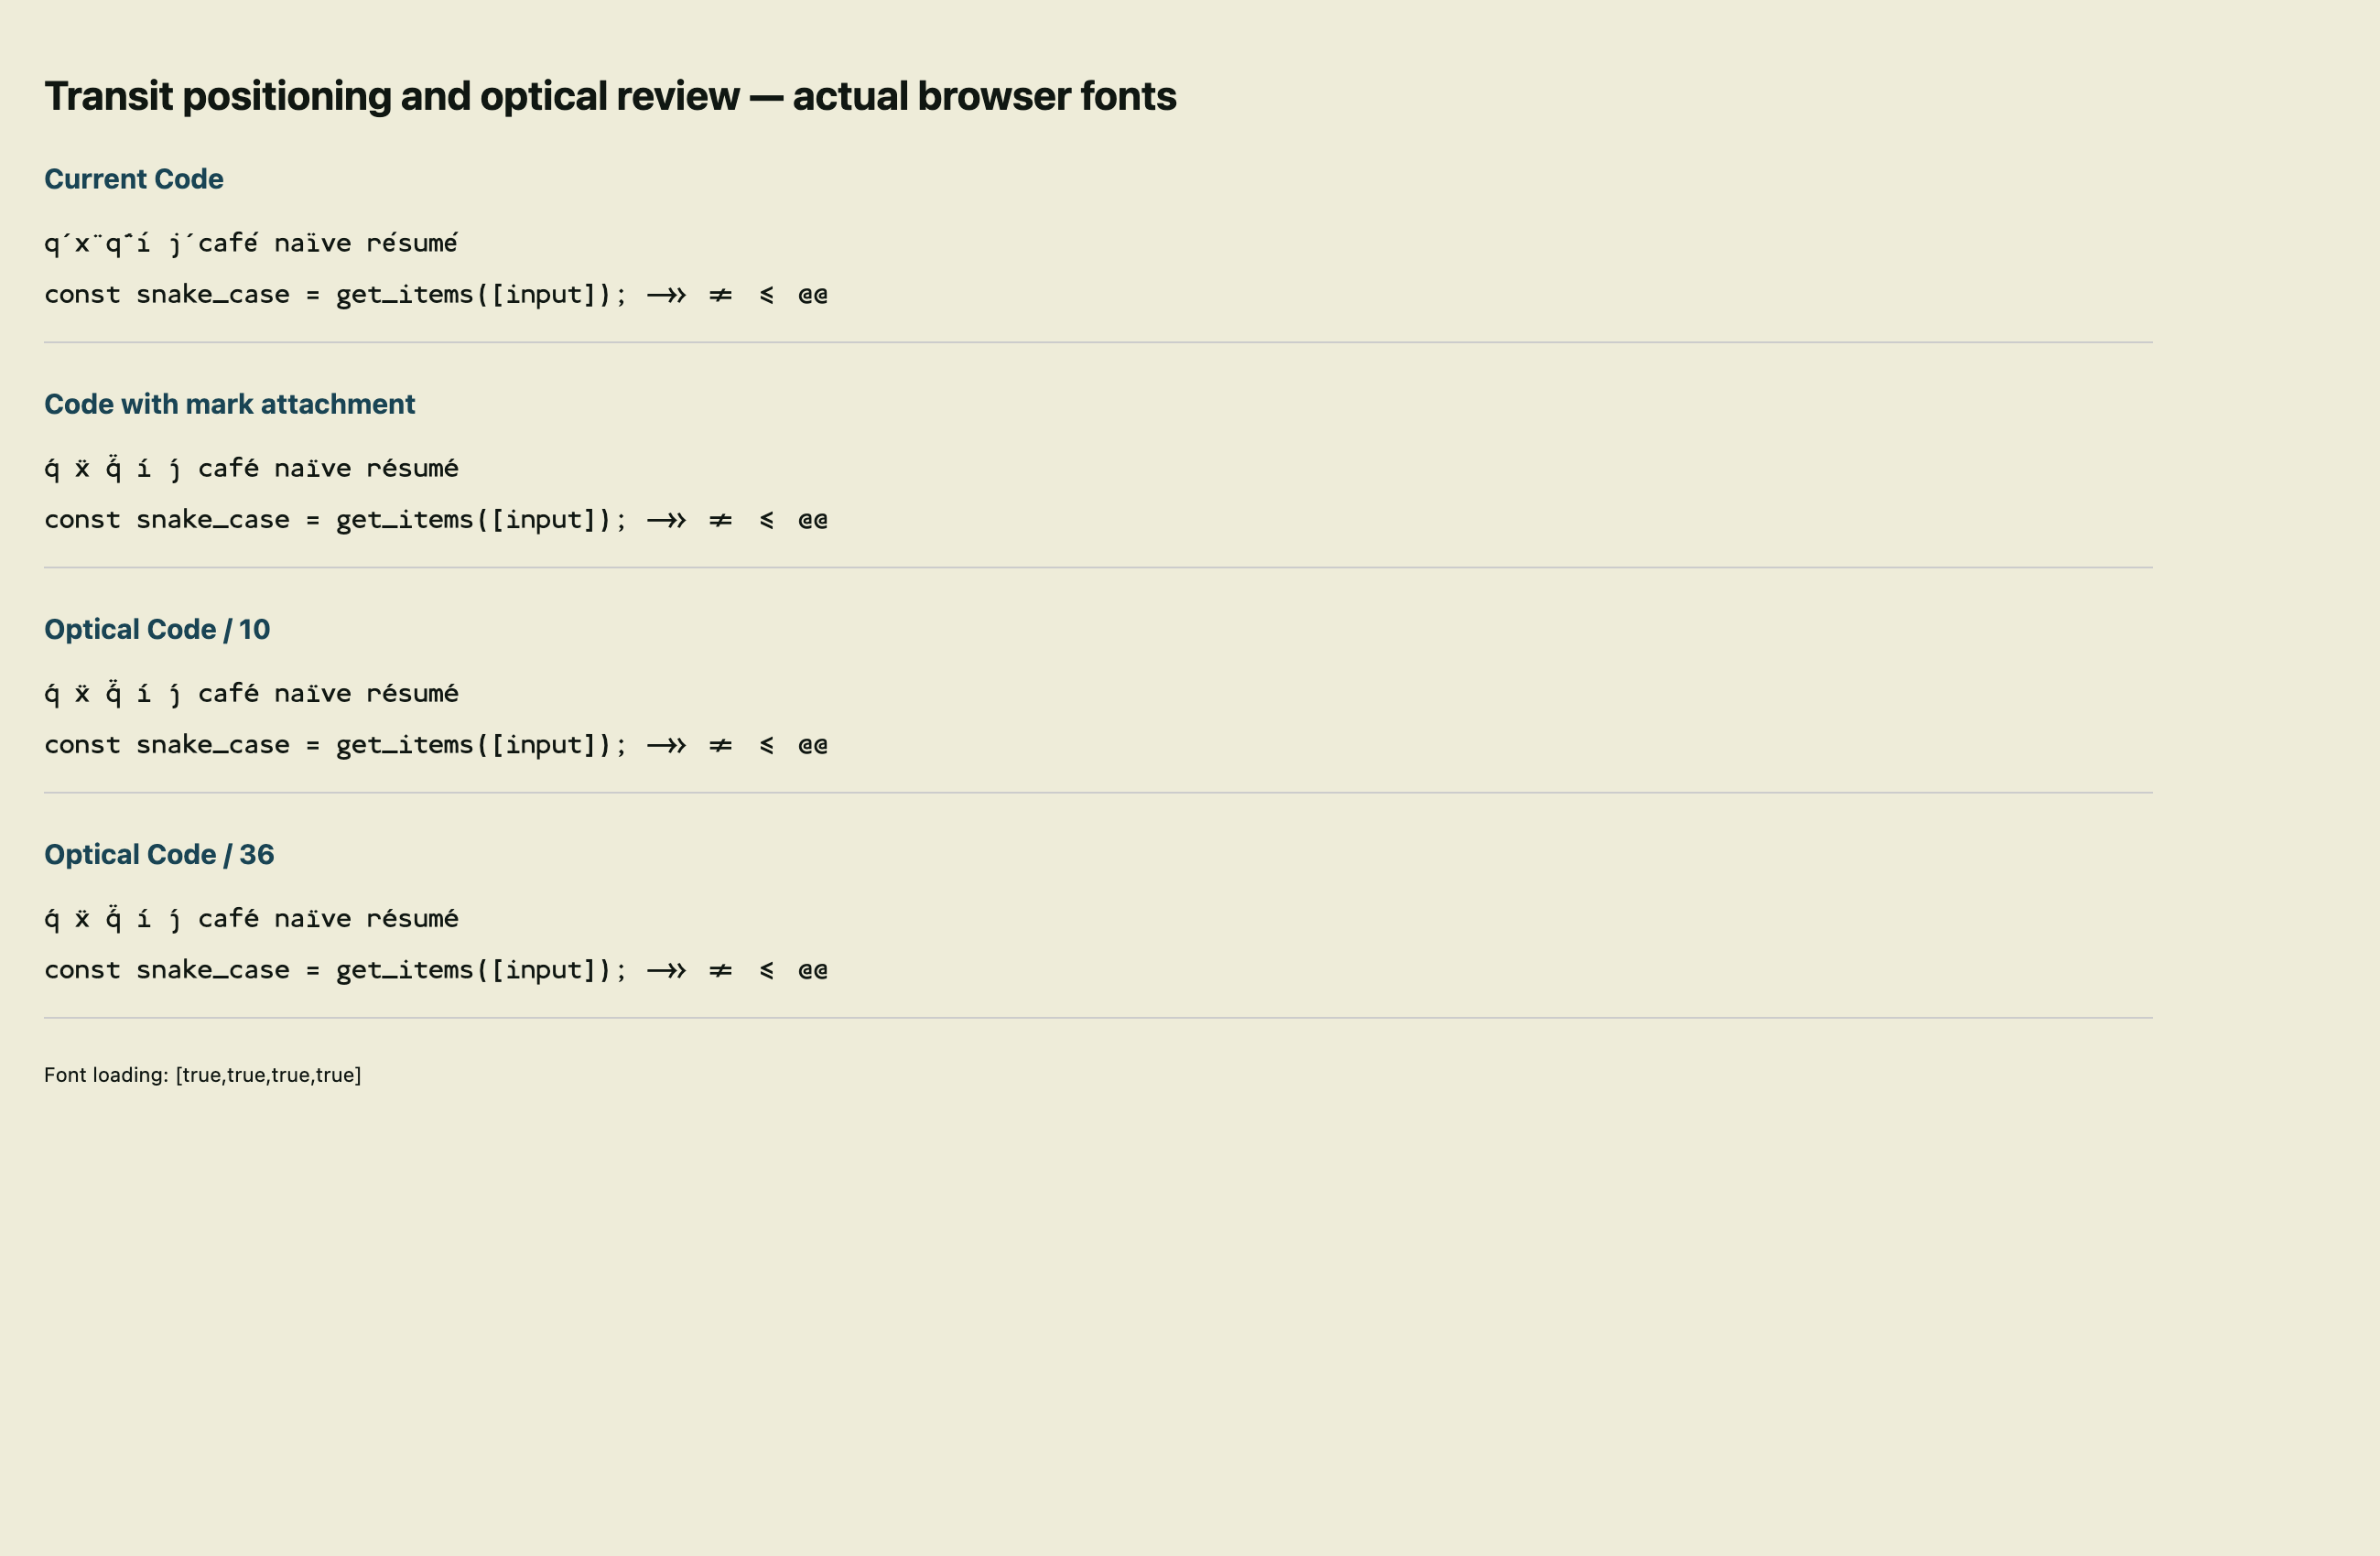 Transit positioning and optical review — actual browser fonts
Current Code
q´x¨q´¨í j´café naïve résumé
const snake_case = get_items([input]); ->> ≠ ≤ @@
Code with mark attachment
q́ ẍ q́̈ í j́ café naïve résumé
const snake_case = get_items([input]); ->> ≠ ≤ @@
Optical Code / 10
q́ ẍ q́̈ í j́ café naïve résumé
const snake_case = get_items([input]); ->> ≠ ≤ @@
Optical Code / 36
q́ ẍ q́̈ í j́ café naïve résumé
const snake_case = get_items([input]); ->> ≠ ≤ @@
Font loading: [true,true,true,true]